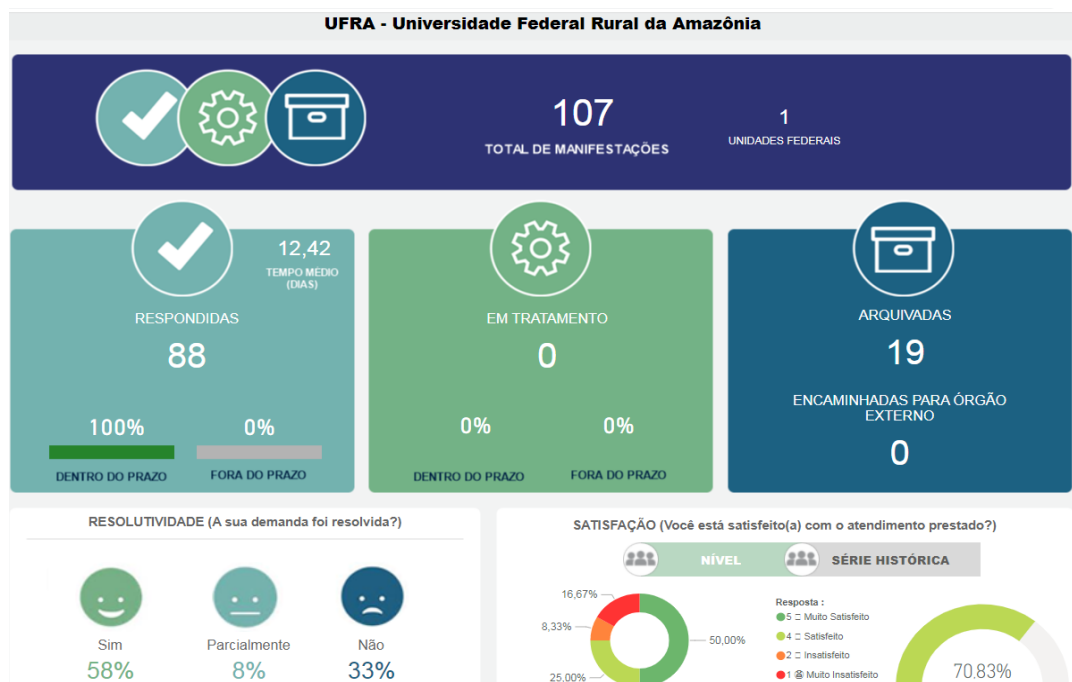 UFRA - Universidade Federal Rural da Amazônia
107
TOTAL DE MANIFESTAÇÕES
1
UNIDADES FEDERAIS
12,42
TEMPO MÉDIO
(DIAS)
RESPONDIDAS
88
100%
0%
DENTRO DO PRAZO
FORA DO PRAZO
EM TRATAMENTO
0
0%
0%
DENTRO DO PRAZO
FORA DO PRAZO
ARQUIVADAS
19
ENCAMINHADAS PARA ÓRGÃO
EXTERNO
0
RESOLUTIVIDADE (A sua demanda foi resolvida?)
Sim
Parcialmente
Não
58%
8%
33%
SATISFAÇÃO (Você está satisfeito(a) com o atendimento prestado?)
NÍVEL
SÉRIE HISTÓRICA
16,67%
8,33%
25,00%
50,00%
Resposta :
5 Muito Satisfeito
4 Satisfeito
2 Insatisfeito
1 Muito Insatisfeito
70.83%